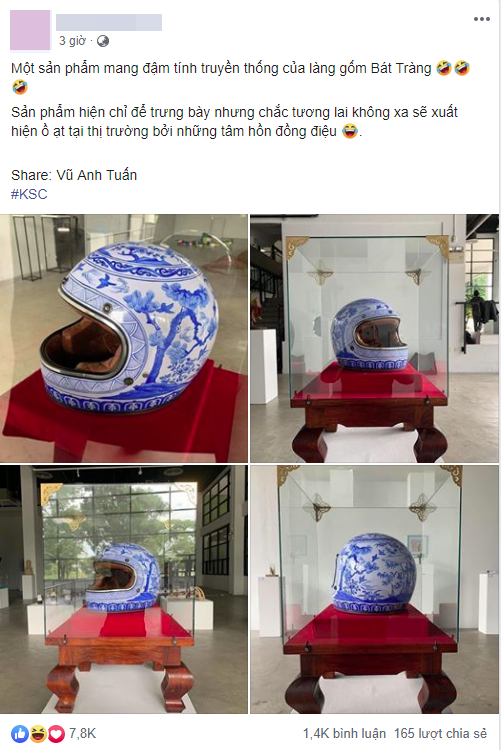 3 giờ ·
Một sản phẩm mang đậm tính truyền thống của làng gốm Bát Tràng 🤣🤣
🤣
Sản phẩm hiện chỉ để trưng bày nhưng chắc tương lai không xa sẽ xuất
hiện ồ ạt tại thị trường bởi những tâm hồn đồng điệu 😆.
Share: Vũ Anh Tuấn
#KSC
7,8K 1,4K bình luận 165 lượt chia sẻ